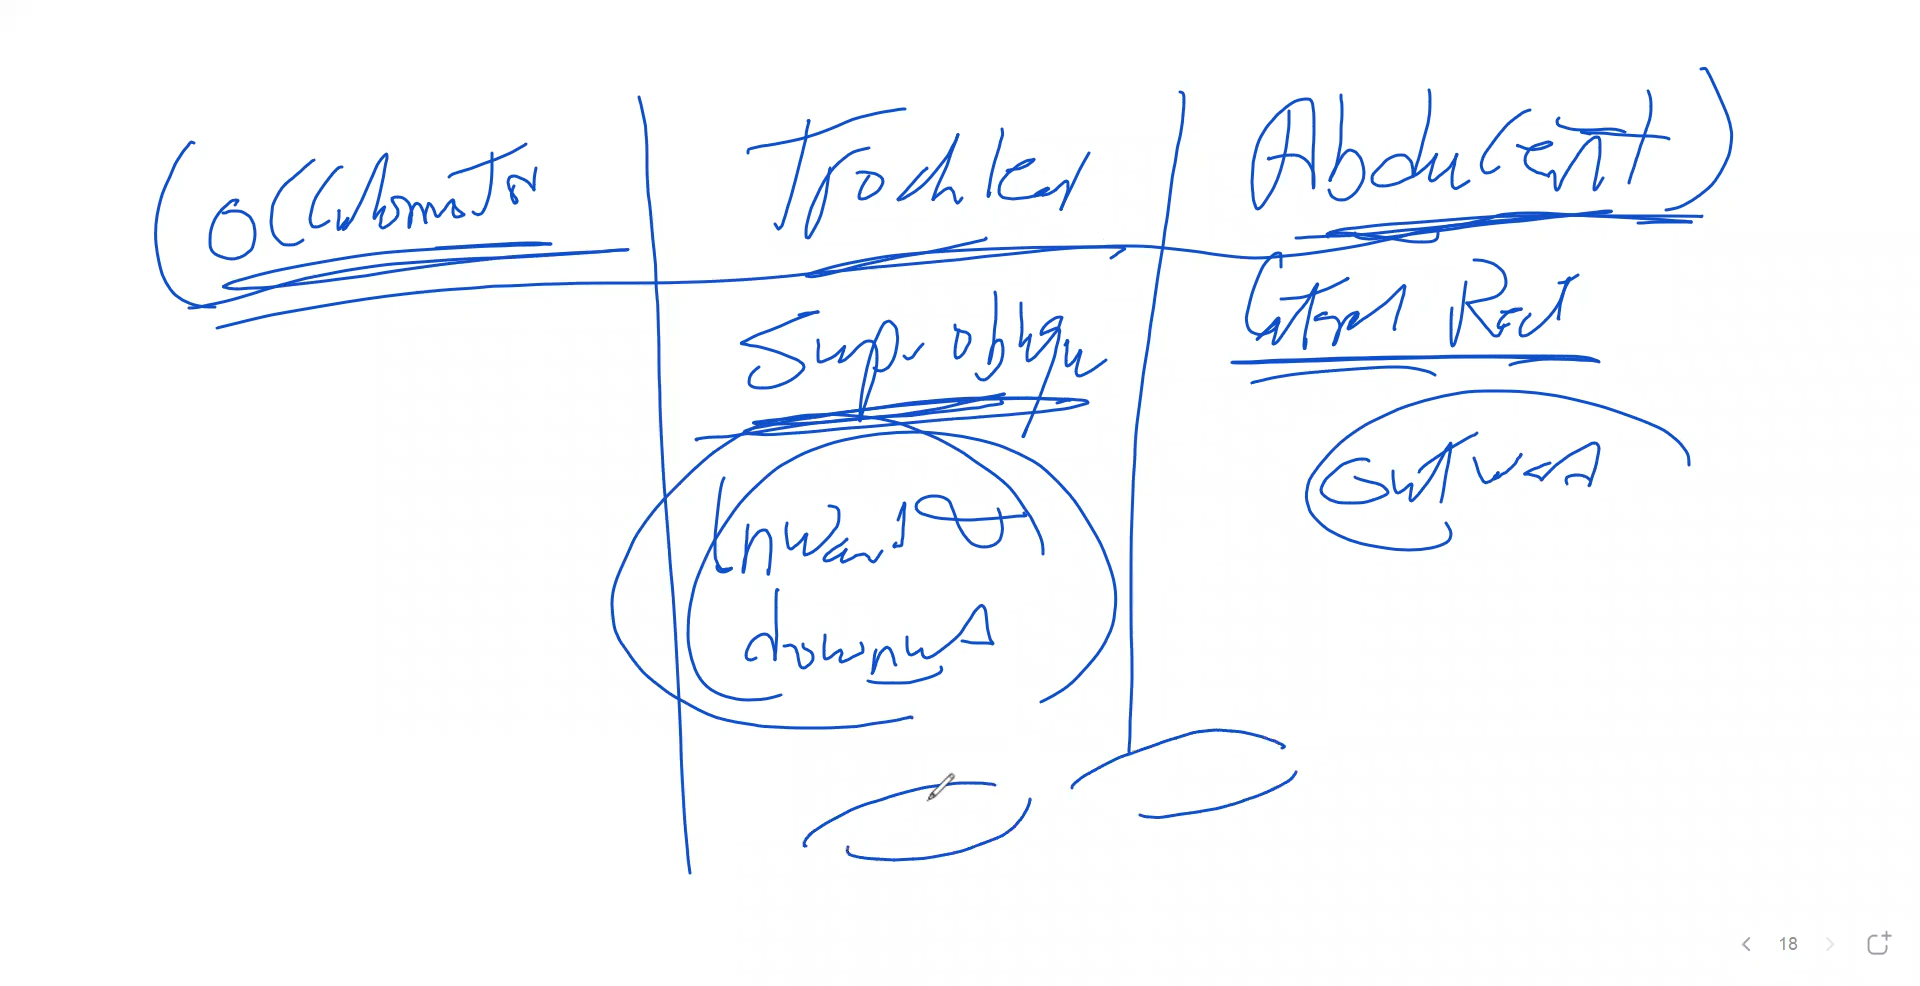 Occulomotor Trochlear Abducent
Sup. oblique Lateral Rect
Inward & outward
downward
18